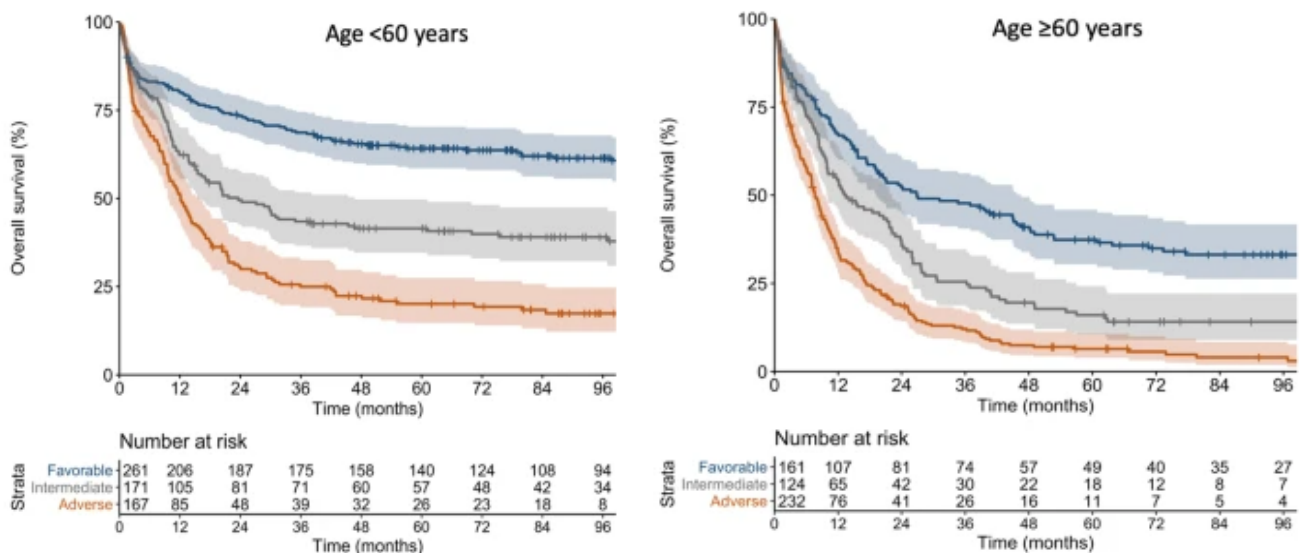 Age <60 years
100
75
50
25
0
Overall survival (%)
0 12 24 36 48 60 72 84 96
Time (months)
Number at risk
Strata
Favorable 261 206 187 175 158 140 124 108 94
Intermediate 171 105 81 71 60 57 48 42 34
Adverse 167 85 48 39 32 26 23 18 8
0 12 24 36 48 60 72 84 96
Time (months)
Age ≥60 years
100
75
50
25
0
Overall survival (%)
0 12 24 36 48 60 72 84 96
Time (months)
Number at risk
Strata
Favorable 161 107 81 74 57 49 40 35 27
Intermediate 124 65 42 30 22 18 12 8 7
Adverse 232 76 41 26 16 11 7 5 4
0 12 24 36 48 60 72 84 96
Time (months)